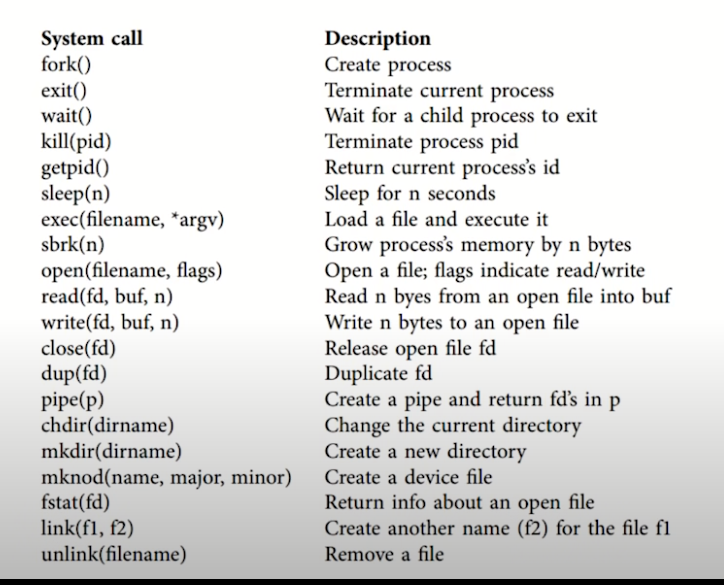 System call Description
fork() Create process
exit() Terminate current process
wait() Wait for a child process to exit
kill(pid) Terminate process pid
getpid() Return current process's id
sleep(n) Sleep for n seconds
exec(filename, *argv) Load a file and execute it
sbrk(n) Grow process's memory by n bytes
open(filename, flags) Open a file; flags indicate read/write
read(fd, buf, n) Read n byes from an open file into buf
write(fd, buf, n) Write n bytes to an open file
close(fd) Release open file fd
dup(fd) Duplicate fd
pipe(p) Create a pipe and return fd's in p
chdir(dirname) Change the current directory
mkdir(dirname) Create a new directory
mknod(name, major, minor) Create a device file
fstat(fd) Return info about an open file
link(f1, f2) Create another name (f2) for the file f1
unlink(filename) Remove a file